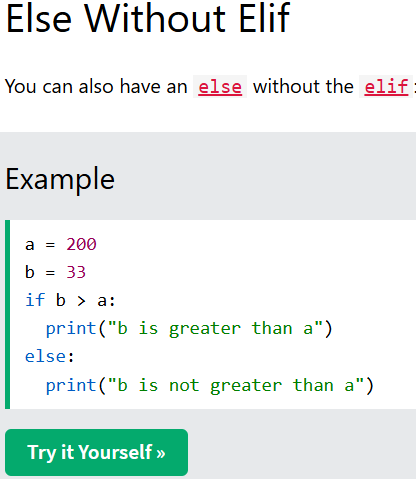 Else Without Elif
You can also have an else without the elif:
Example
a = 200
b = 33
if b > a:
  print("b is greater than a")
else:
  print("b is not greater than a")
Try it Yourself »